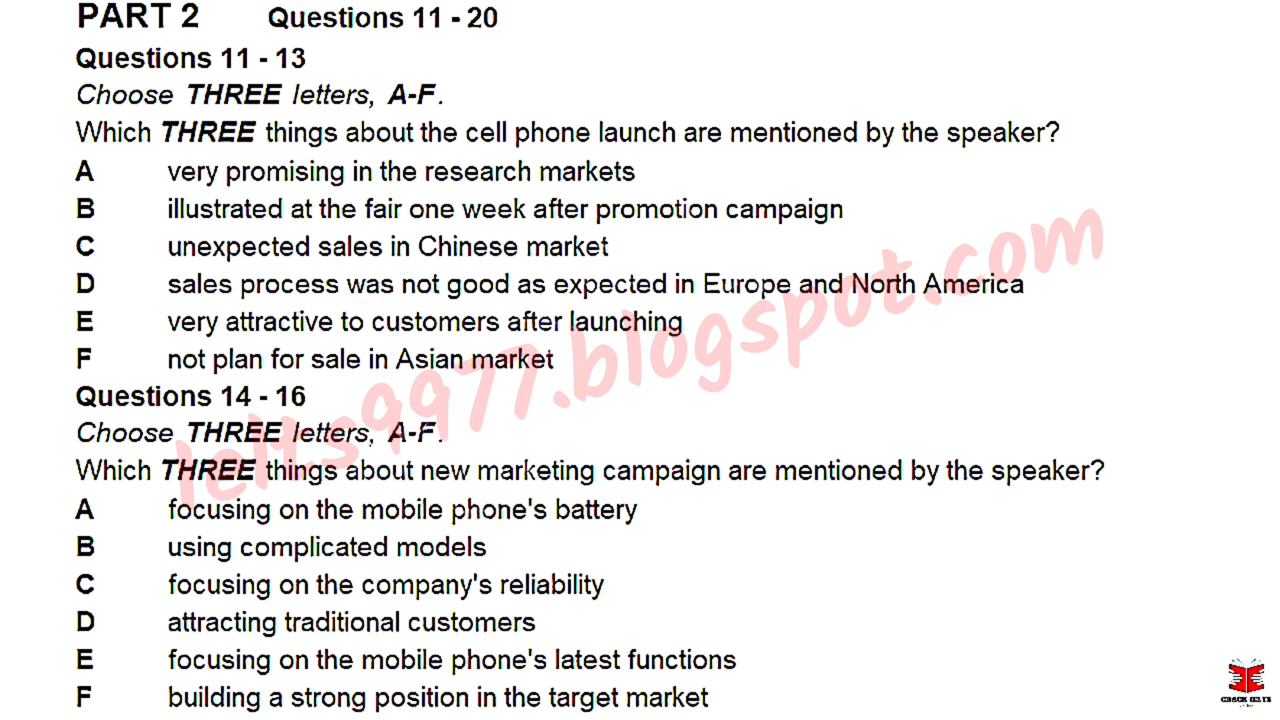 PART 2 Questions 11 - 20
Questions 11 - 13
Choose THREE letters, A-F.
Which THREE things about the cell phone launch are mentioned by the speaker?
A very promising in the research markets
B illustrated at the fair one week after promotion campaign
C unexpected sales in Chinese market
D sales process was not good as expected in Europe and North America
E very attractive to customers after launching
F not plan for sale in Asian market
Questions 14 - 16
Choose THREE letters, A-F.
Which THREE things about new marketing campaign are mentioned by the speaker?
A focusing on the mobile phone's battery
B using complicated models
C focusing on the company's reliability
D attracting traditional customers
E focusing on the mobile phone's latest functions
F building a strong position in the target market
Ielts9977.blogspot.com